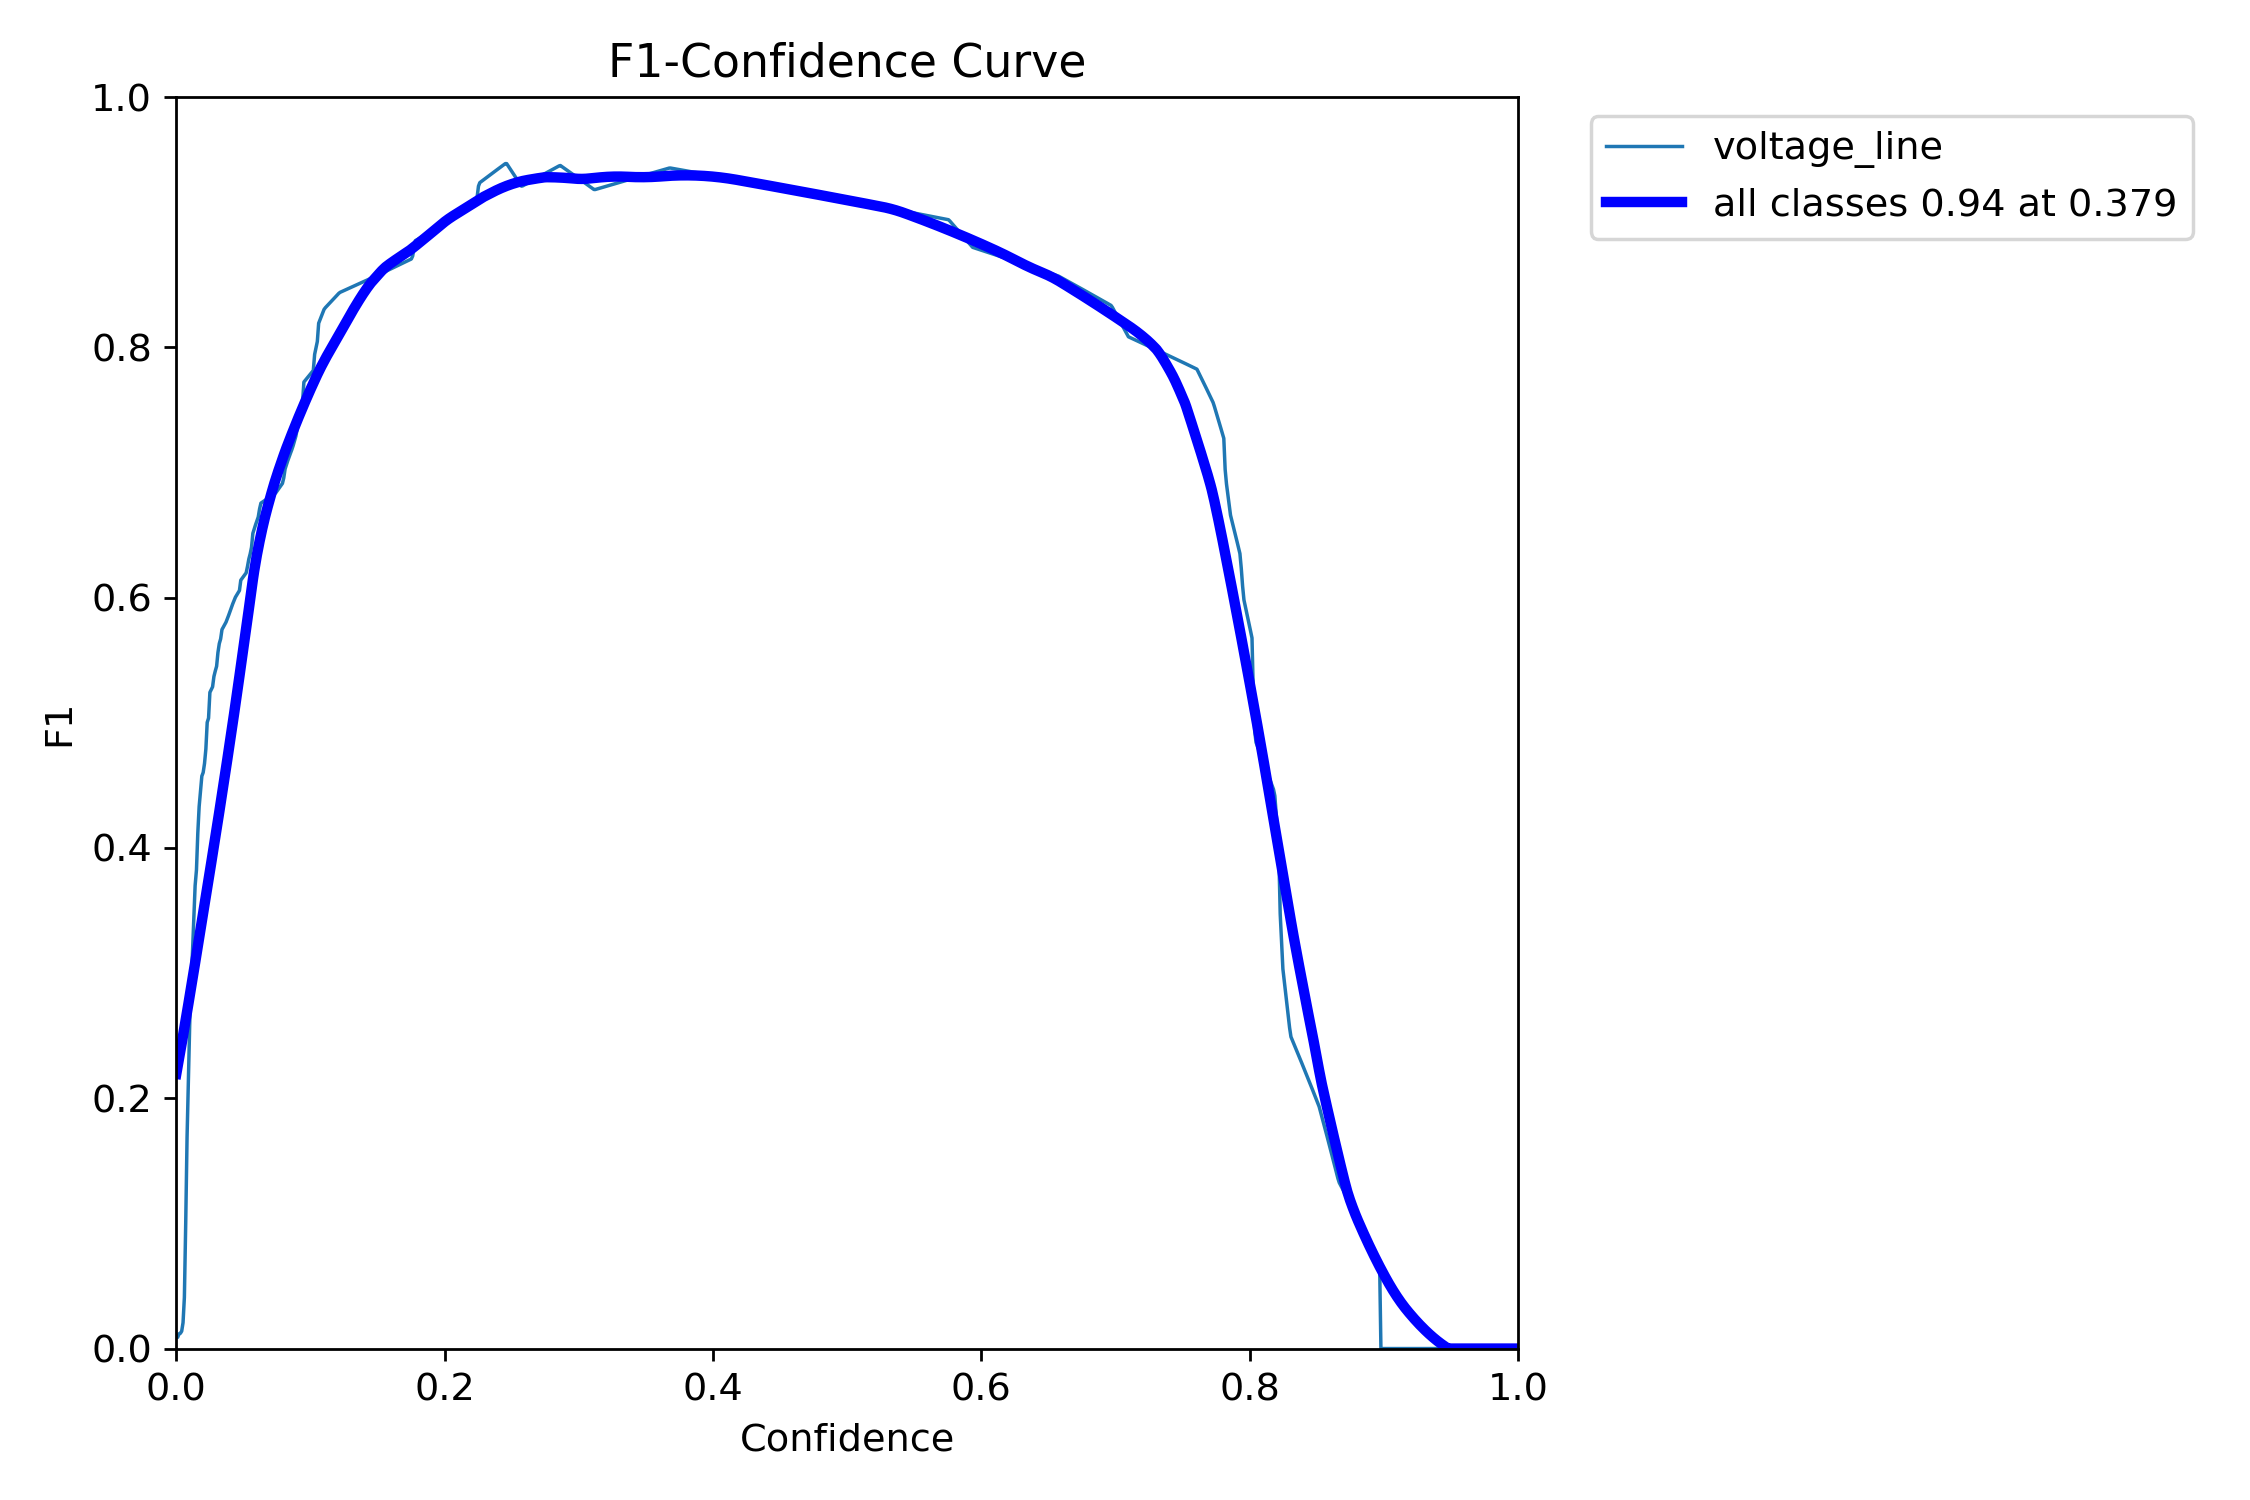 F1-Confidence Curve
voltage_line
all classes 0.94 at 0.379
1.0
0.8
0.6
0.4
0.2
0.0
F1
0.0 0.2 0.4 0.6 0.8 1.0
Confidence